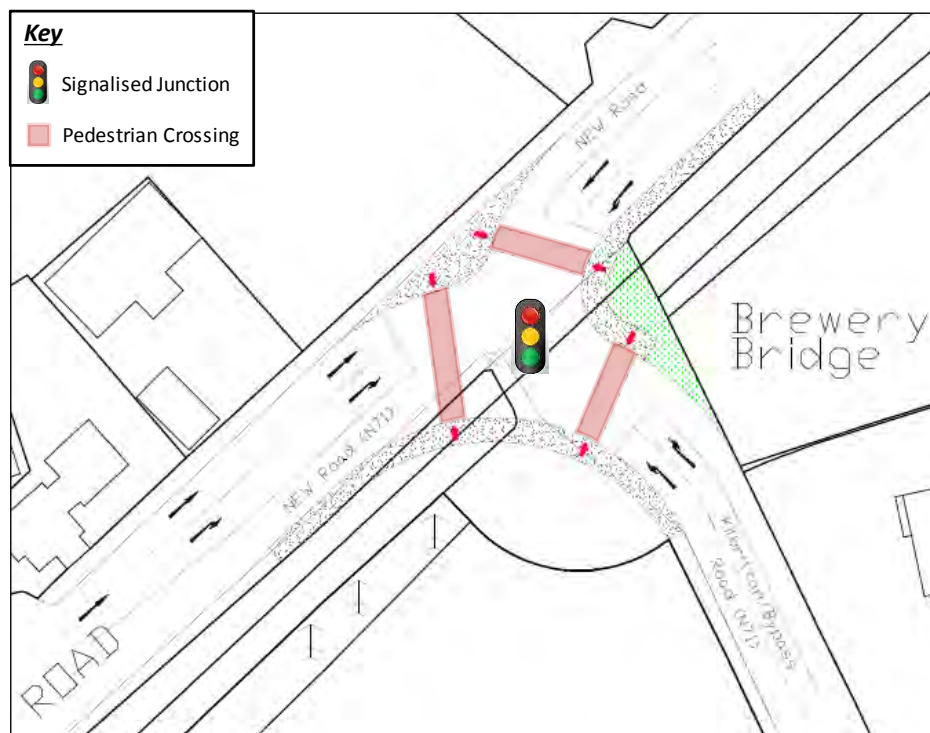 Key
Signalised Junction
Pedestrian Crossing
NEW Road
Brewery
Bridge
NEW Road (N71)
Road (N71)
ROAD